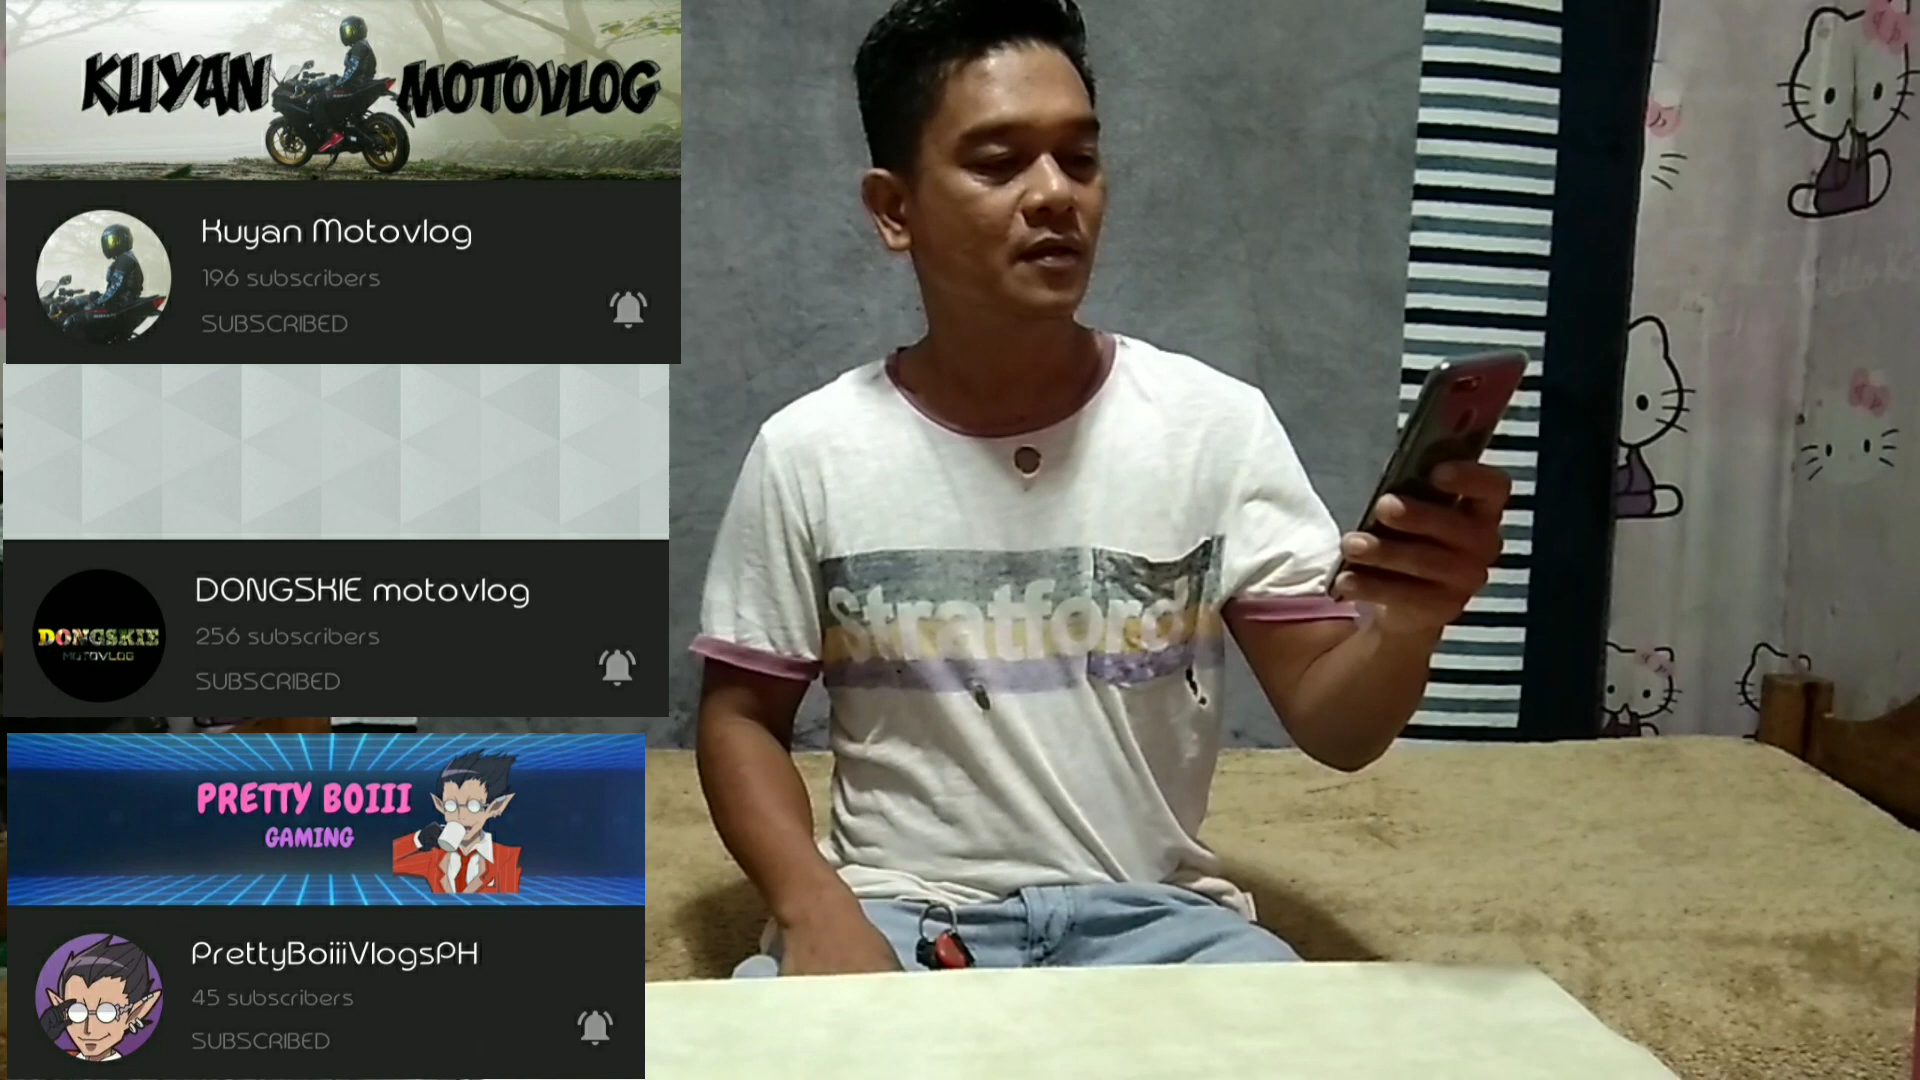 KUYAN MOTOVLOG
Kuyan Motovlog
196 subscribers
SUBSCRIBED
DONGSKIE motovlog
256 subscribers
SUBSCRIBED
DONGSKIE
MOTOVLOG
PRETTY BOIII
GAMING
PrettyBoiiiVlogsPH
45 subscribers
SUBSCRIBED
Stratford